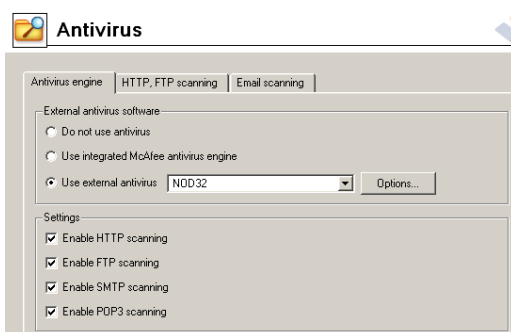 Antivirus
Antivirus engine
HTTP, FTP scanning
Email scanning
External antivirus software
Do not use antivirus
Use integrated McAfee antivirus engine
Use external antivirus NOD32 Options...
Settings
Enable HTTP scanning
Enable FTP scanning
Enable SMTP scanning
Enable POP3 scanning